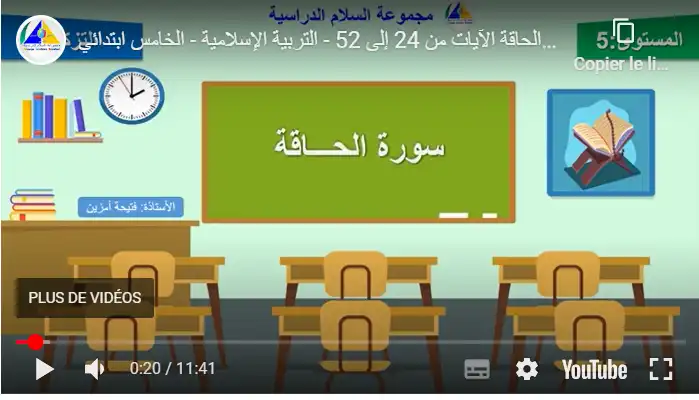 مجموعة السلام الدراسية
...الحاقة الآيات من 24 إلى 52 - التربية الإسلامية - الخامس ابتدائي
المستوى:5
Copier le li...
سورة الحـــاقة
الأستاذة: فتيحة أمزين
PLUS DE VIDÉOS
0:20 / 11:41
YouTube